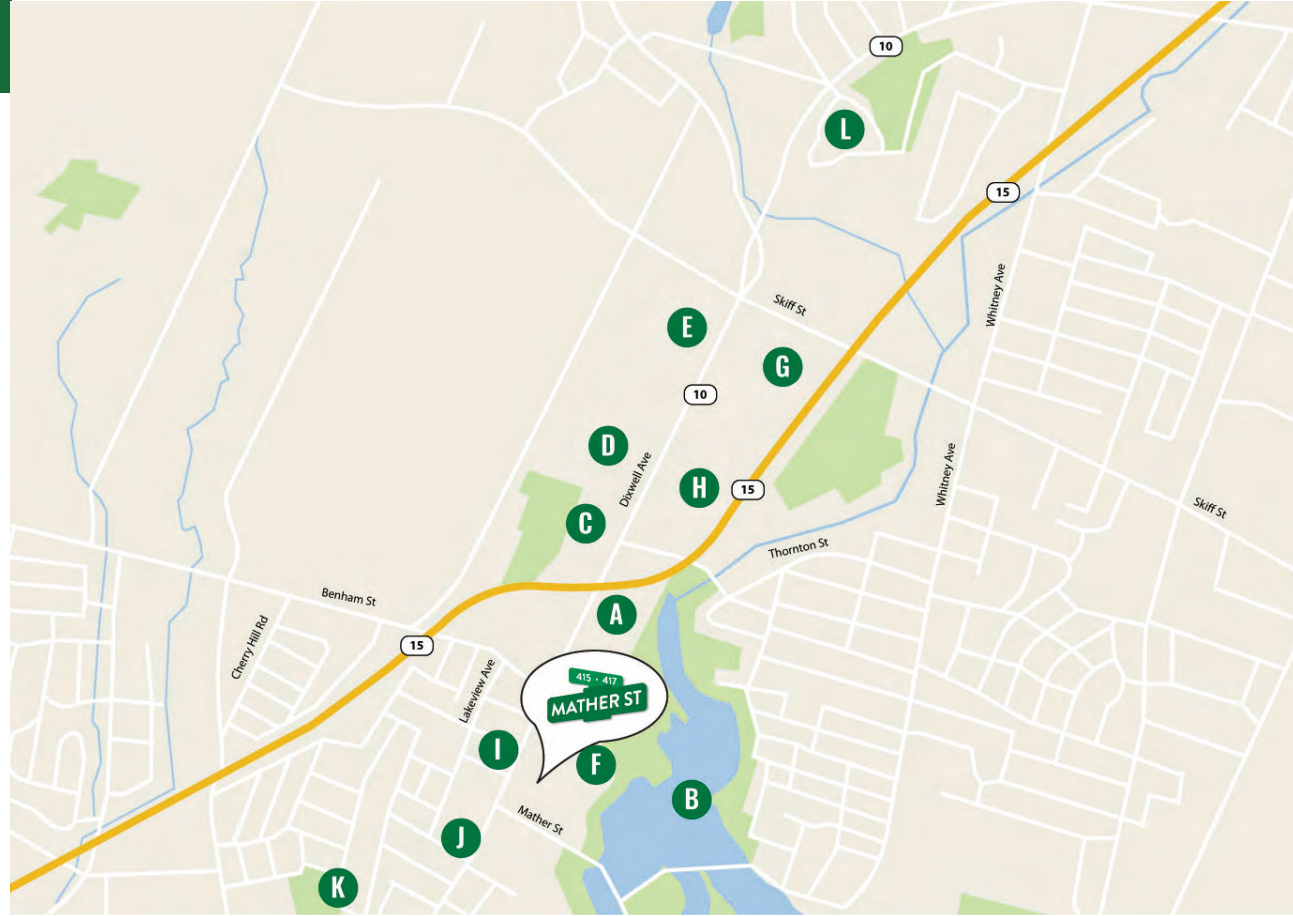 10
L
15
Whitney Ave
Skiff St
E
G
10
D
Dixwell Ave
H
15
Whitney Ave
C
Skiff St
Thornton St
Benham St
A
Cherry Hill Rd
15
Lakeview Ave
415 · 417
MATHER ST
I
F
B
Mather St
J
K